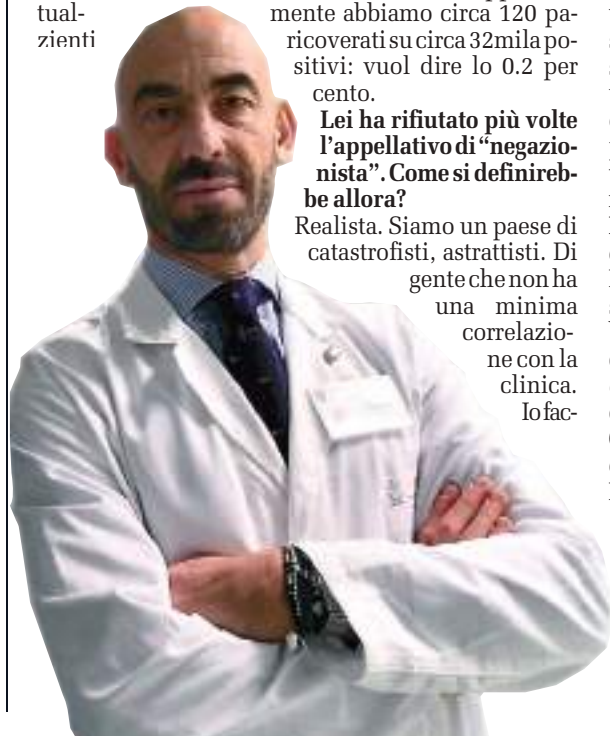 tual- mente abbiamo circa 120 pa-
zienti ricoverati su circa 32mila po-
sitivi: vuol dire lo 0.2 per
cento.
Lei ha rifiutato più volte
l'appellativo di “negazio-
nista”. Come si definireb-
be allora?
Realista. Siamo un paese di
catastrofisti, astrattisti. Di
gente che non ha
una minima
correlazio-
ne con la
clinica.
Io fac-